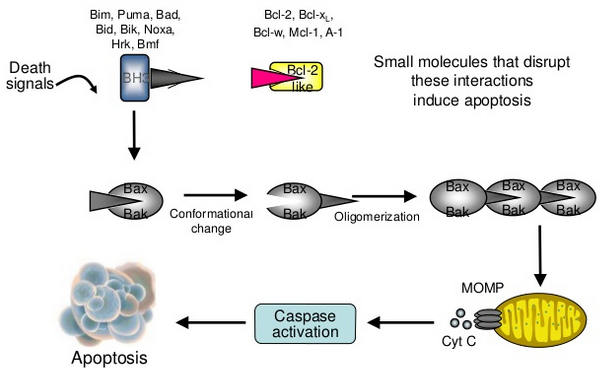 Bim, Puma, Bad,
Bid, Bik, Noxa,
Hrk, Bmf
Bcl-2, Bcl-xL,
Bcl-w, Mcl-1, A-1
Death
signals
BH3
Bcl-2
like
Small molecules that disrupt
these interactions
induce apoptosis
Bax
Bak
Conformational
change
Bax
Bak
Oligomerization
Bax
Bak
Bax
Bak
Bax
Bak
MOMP
Cyt C
Caspase
activation
Apoptosis